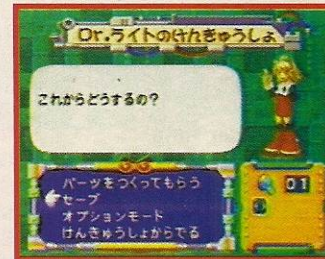 Dr.ライトのけんきゅうしょ
これからどうするの？
パーツをつくってもらう
セーブ
オプションモード
けんきゅうしょからでる
01